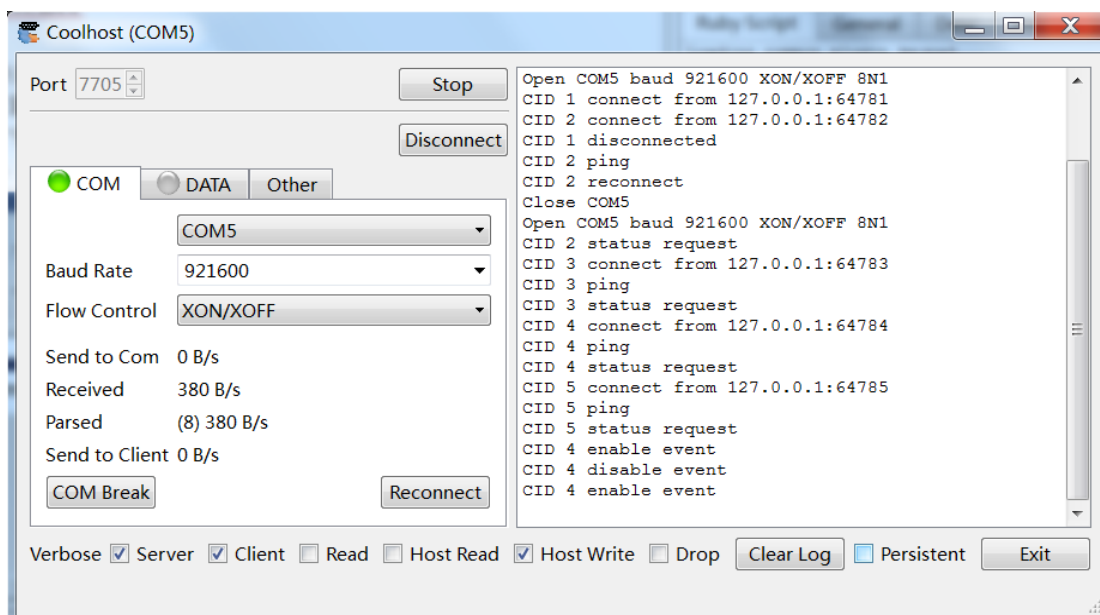 Coolhost (COM5)
Port 7705
Stop
Disconnect
COM DATA Other
COM5
Baud Rate 921600
Flow Control XON/XOFF
Send to Com 0 B/s
Received 380 B/s
Parsed (8) 380 B/s
Send to Client 0 B/s
COM Break Reconnect
Open COM5 baud 921600 XON/XOFF 8N1
CID 1 connect from 127.0.0.1:64781
CID 2 connect from 127.0.0.1:64782
CID 1 disconnected
CID 2 ping
CID 2 reconnect
Close COM5
Open COM5 baud 921600 XON/XOFF 8N1
CID 2 status request
CID 3 connect from 127.0.0.1:64783
CID 3 ping
CID 3 status request
CID 4 connect from 127.0.0.1:64784
CID 4 ping
CID 4 status request
CID 5 connect from 127.0.0.1:64785
CID 5 ping
CID 5 status request
CID 4 enable event
CID 4 disable event
CID 4 enable event
Verbose Server Client Read Host Read Host Write Drop Clear Log Persistent Exit